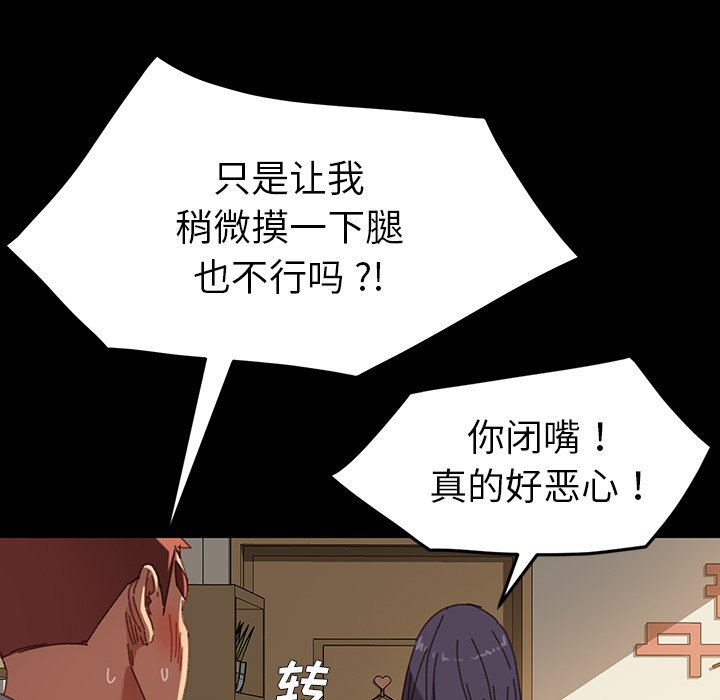 只是让我
稍微摸一下腿
也不行吗?!
你闭嘴！
真的好恶心！
转